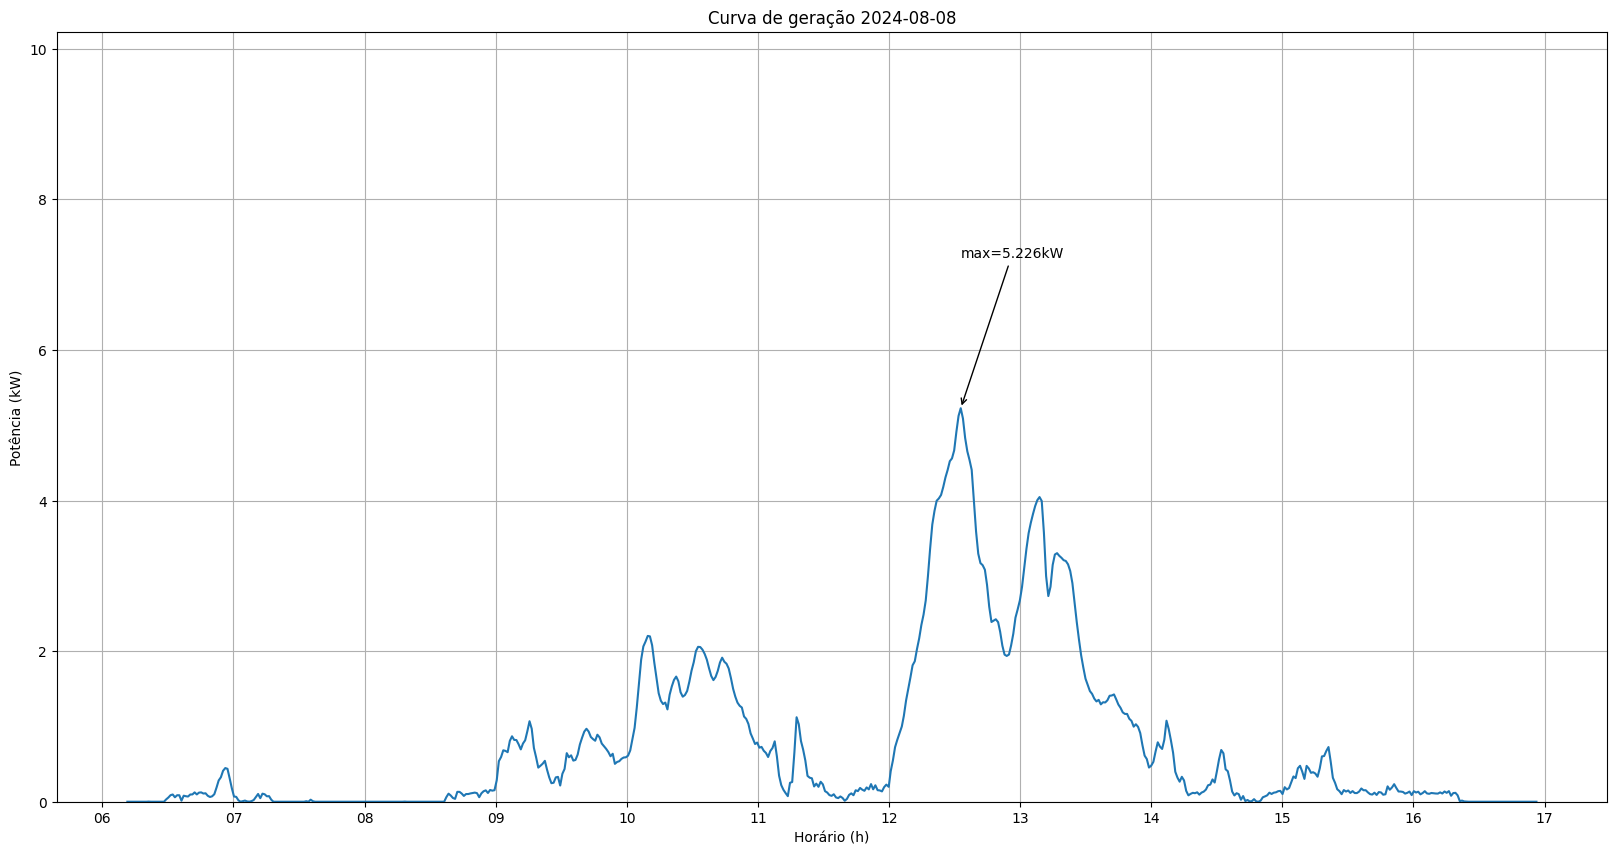 Curva de geração 2024-08-08
10
8
6
4
2
0
Potência (kW)
max=5.226kW
06 07 08 09 10 11 12 13 14 15 16 17
Horário (h)